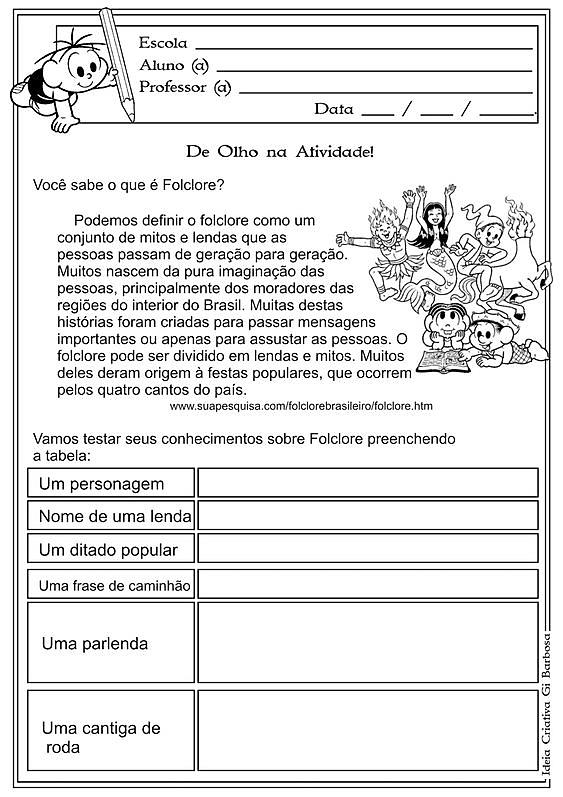 Escola
Aluno (a)
Professor (a)
Data ___ / ___ / ____.
De Olho na Atividade!
Você sabe o que é Folclore?
Podemos definir o folclore como um
conjunto de mitos e lendas que as
pessoas passam de geração para geração.
Muitos nascem da pura imaginação das
pessoas, principalmente dos moradores das
regiões do interior do Brasil. Muitas destas
histórias foram criadas para passar mensagens
importantes ou apenas para assustar as pessoas. O
folclore pode ser dividido em lendas e mitos. Muitos
deles deram origem à festas populares, que ocorrem
pelos quatro cantos do país.
www.suapesquisa.com/folclorebrasileiro/folclore.htm
Vamos testar seus conhecimentos sobre Folclore preenchendo
a tabela:
Um personagem
Nome de uma lenda
Um ditado popular
Uma frase de caminhão
Uma parlenda
Uma cantiga de
roda
Ideia Criativa Gi Barbosa